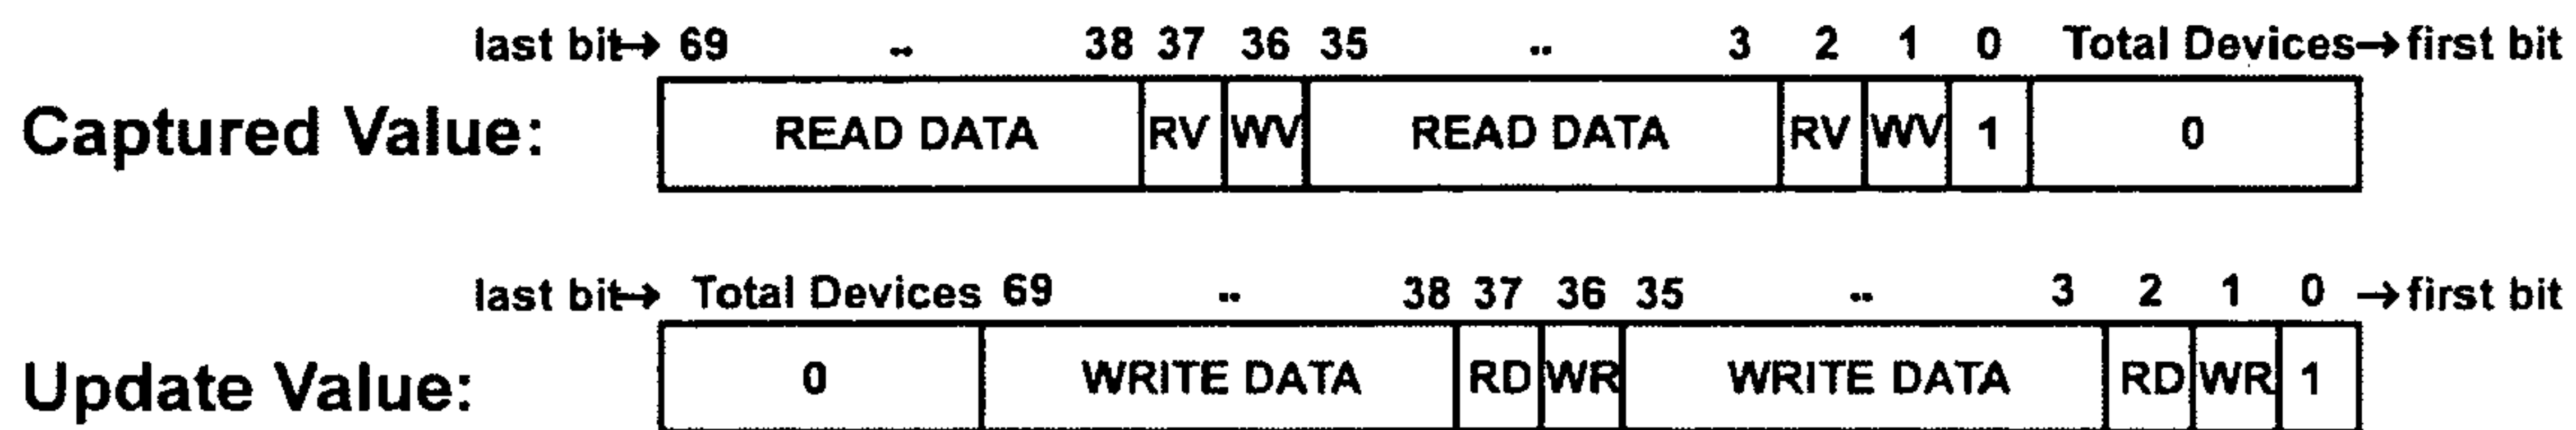 last bit→ 69 .. 38 37 36 35 .. 3 2 1 0 Total Devices→first bit
Captured Value: READ DATA RV WV READ DATA RV WV 1 0
last bit→ Total Devices 69 .. 38 37 36 35 .. 3 2 1 0 →first bit
Update Value: 0 WRITE DATA RD WR WRITE DATA RD WR 1